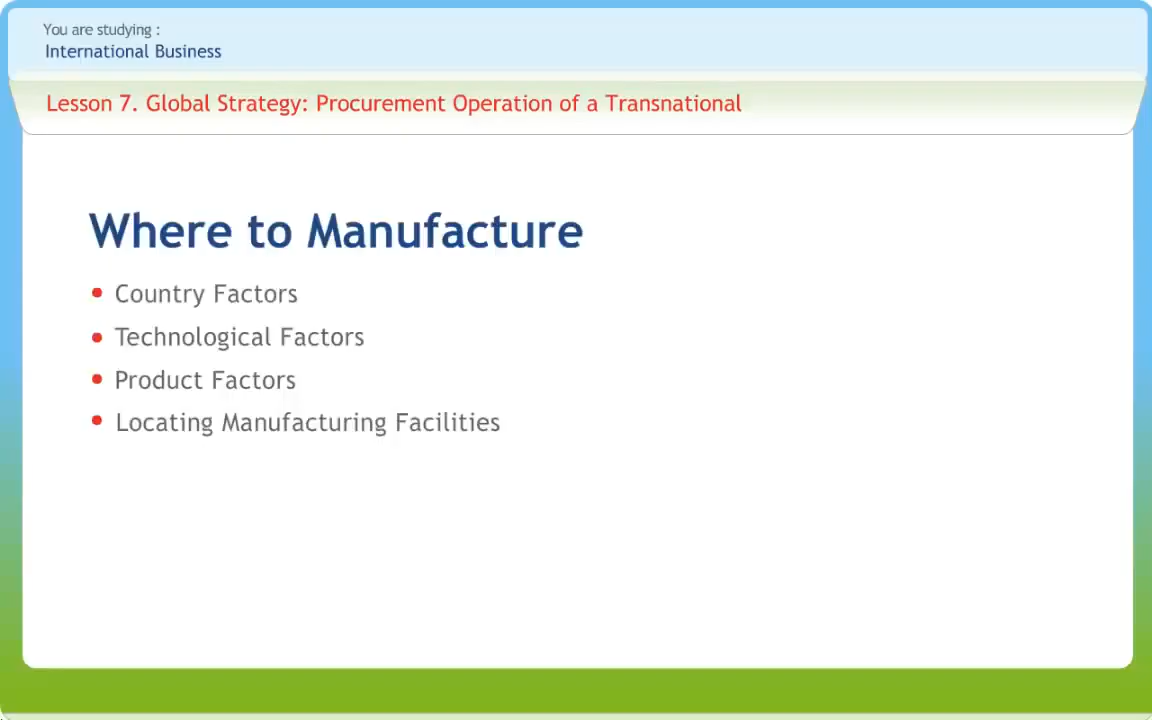 You are studying :
International Business
Lesson 7. Global Strategy: Procurement Operation of a Transnational
Where to Manufacture
• Country Factors
• Technological Factors
• Product Factors
• Locating Manufacturing Facilities